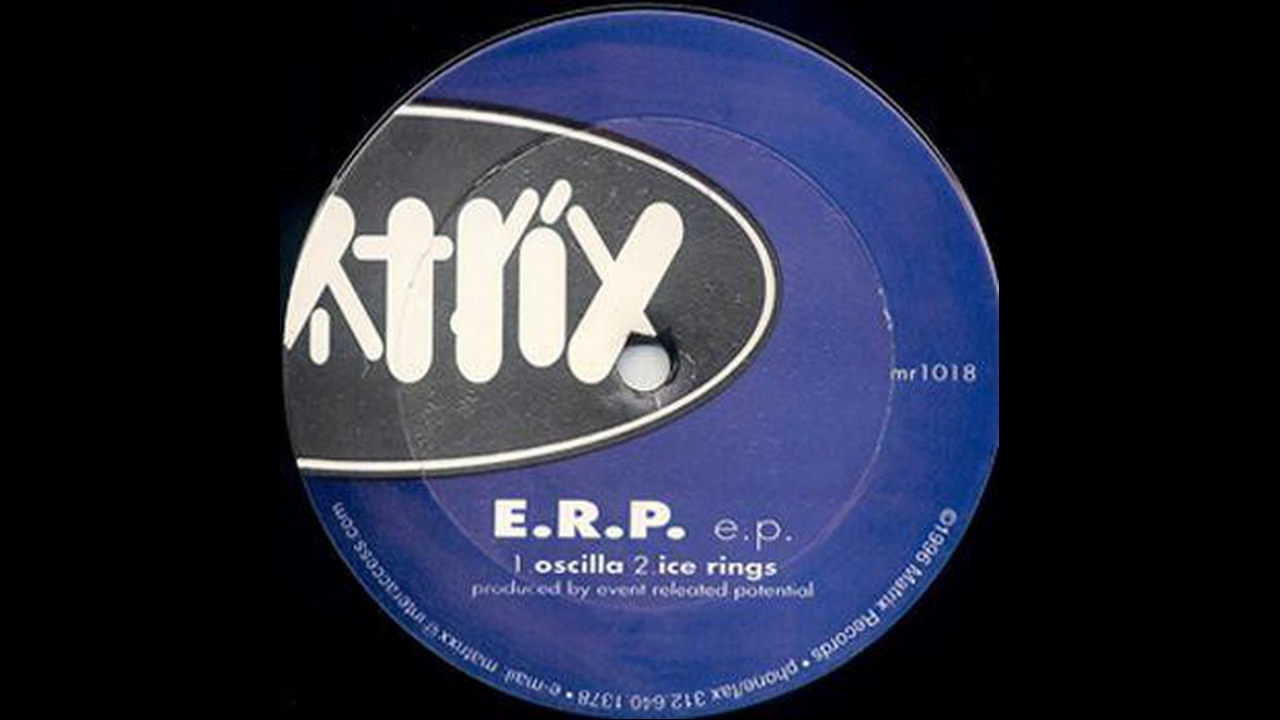 atrix
mr1018
E.R.P. e.p.
1 oscilla 2 ice rings
produced by event releated potential
©1996 Matrix Records • phone/fax 312.640.1378 • e-mail: matrixx@interaccess.com